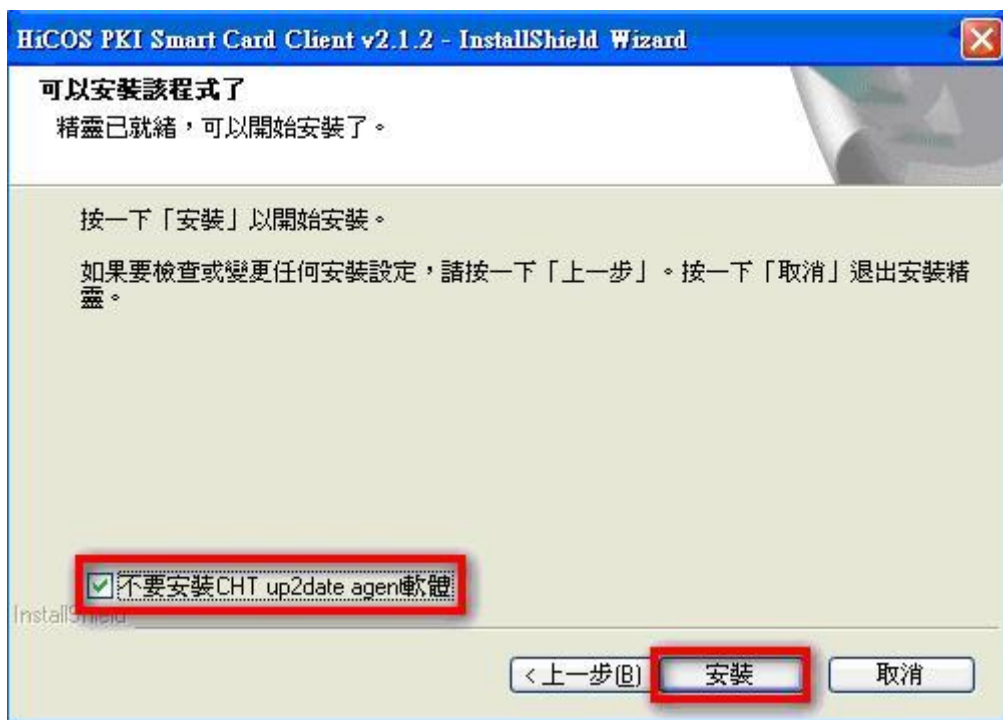 HiCOS PKI Smart Card Client v2.1.2 - InstallShield Wizard
可以安裝該程式了
精靈已就緒，可以開始安裝了。
按一下「安裝」以開始安裝。
如果要檢查或變更任何安裝設定，請按一下「上一步」。按一下「取消」退出安裝精
靈。
不要安裝CHT up2date agent軟體
InstallShield
<上一步(B)
安裝
取消